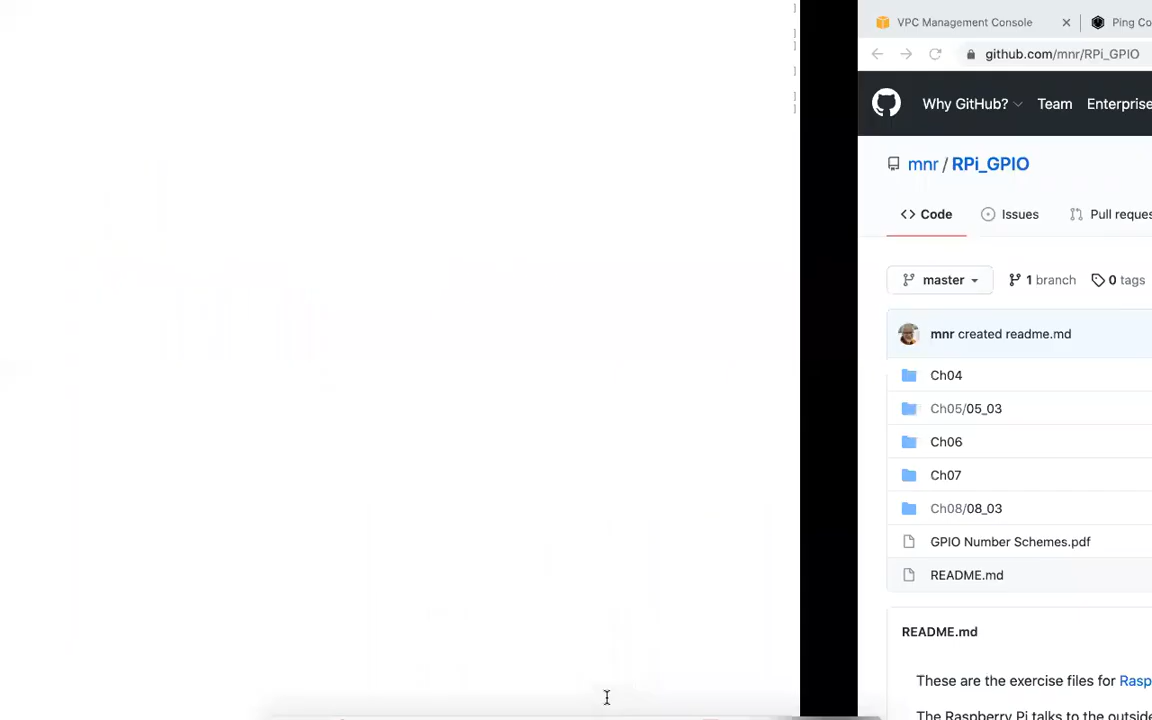 VPC Management Console
Ping Co
github.com/mnr/RPi_GPIO
Why GitHub?
Team
Enterprise
mnr / RPi_GPIO
Code
Issues
Pull reques
master
1 branch
0 tags
mnr created readme.md
Ch04
Ch05/05_03
Ch06
Ch07
Ch08/08_03
GPIO Number Schemes.pdf
README.md
README.md
These are the exercise files for Rasp
The Raspberry Pi talks to the outside
]
]
]
]
]
]